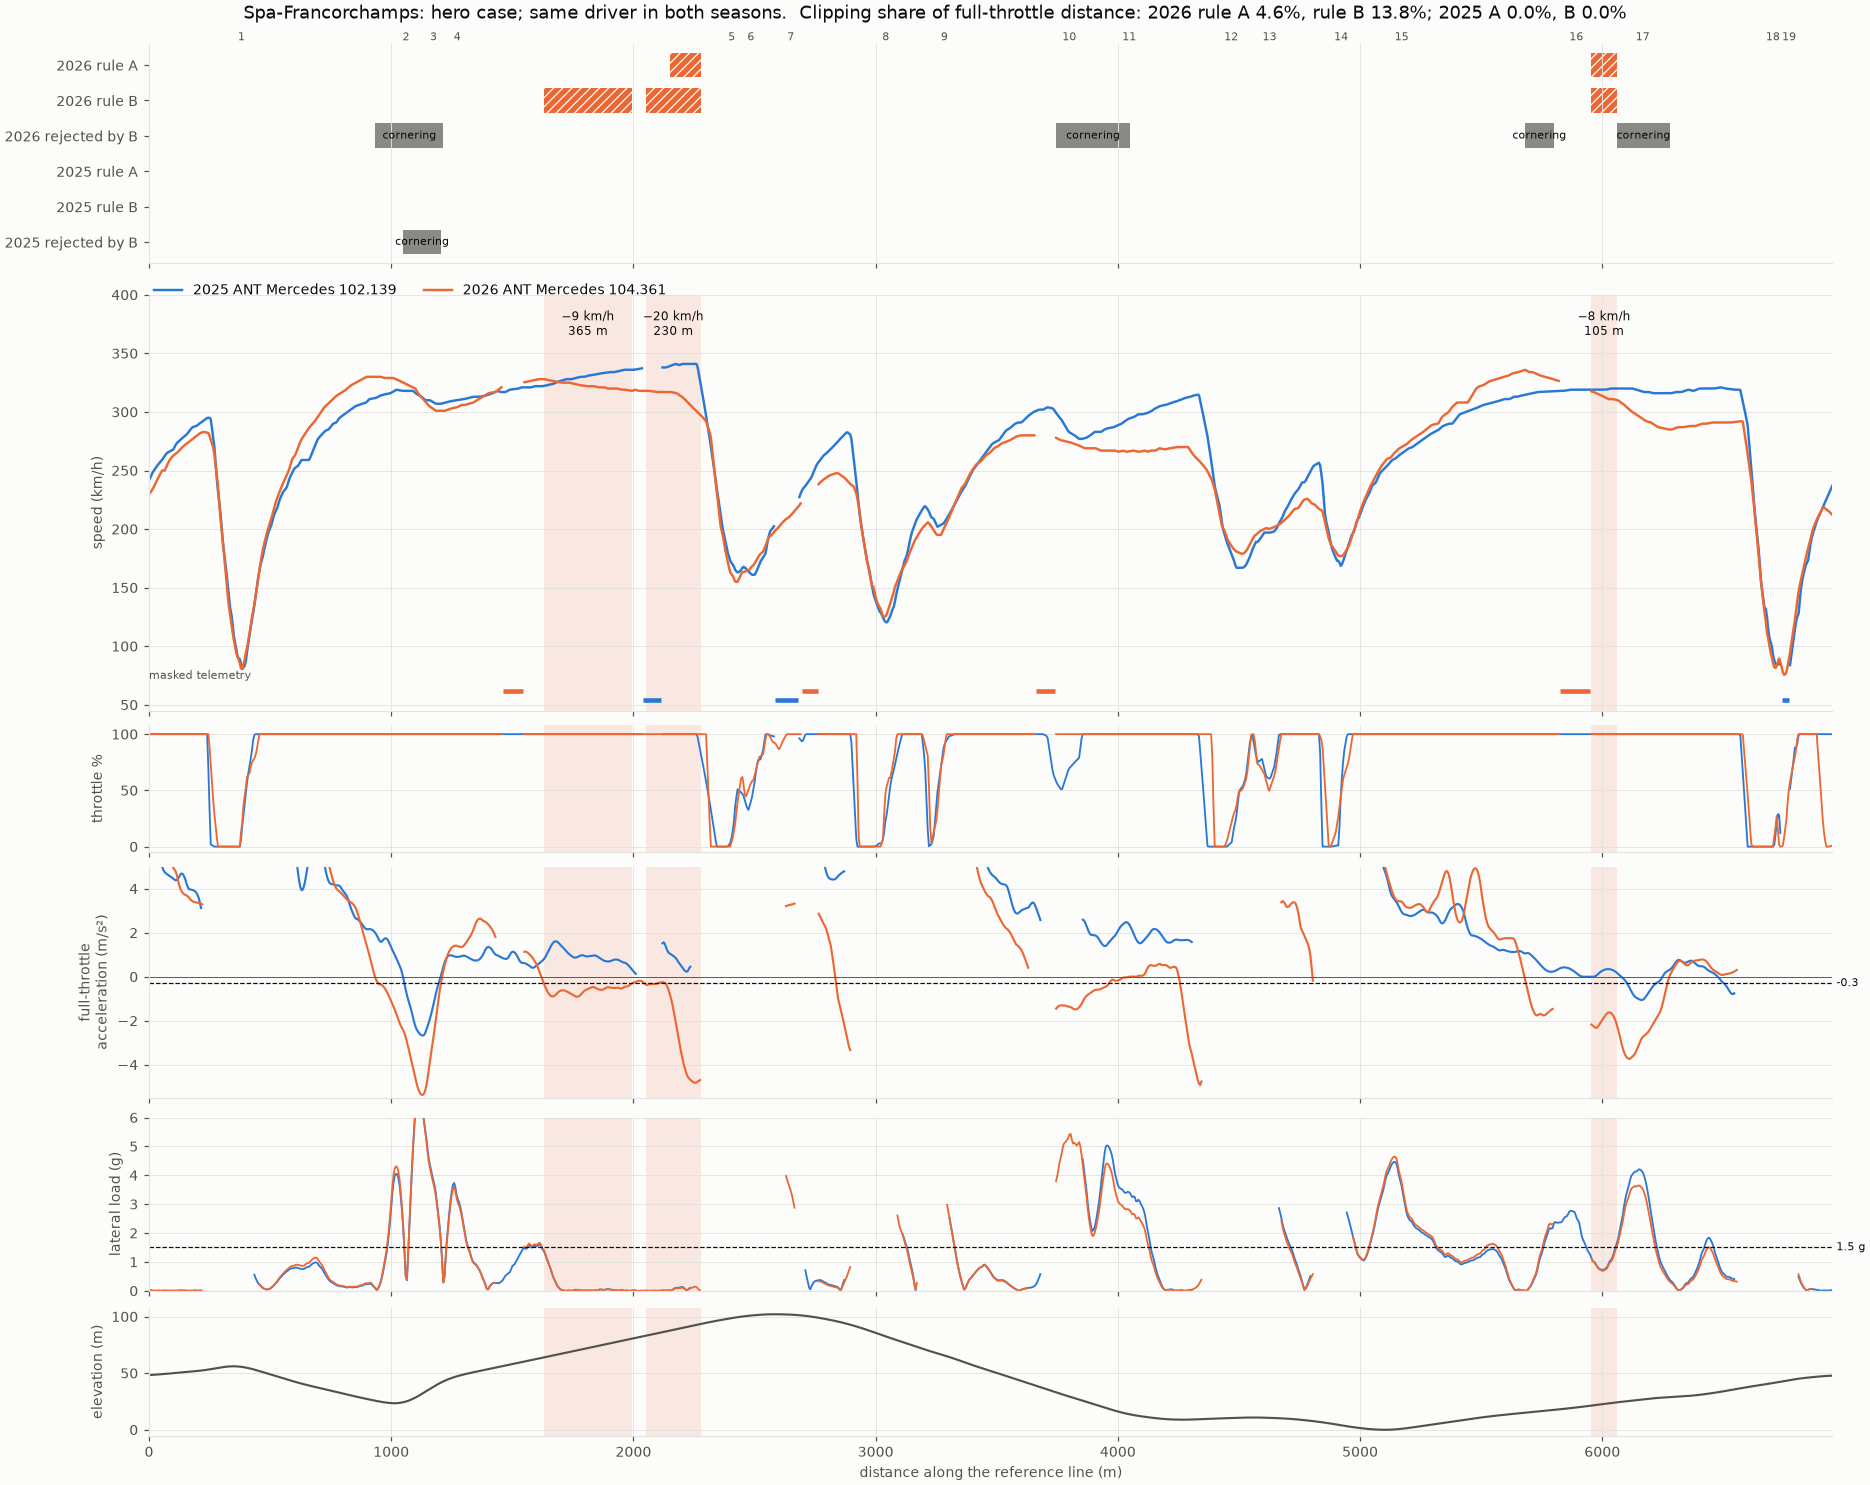 Spa-Francorchamps: hero case; same driver in both seasons.  Clipping share of full-throttle distance: 2026 rule A 4.6%, rule B 13.8%; 2025 A 0.0%, B 0.0%
1 2 3 4 5 6 7 8 9 10 11 12 13 14 15 16 17 18 19
2026 rule A
2026 rule B
2026 rejected by B
cornering cornering cornering cornering
2025 rule A
2025 rule B
2025 rejected by B
cornering
2025 ANT Mercedes 102.139
2026 ANT Mercedes 104.361
−9 km/h
365 m
−20 km/h
230 m
−8 km/h
105 m
400
350
300
250
200
150
100
50
speed (km/h)
masked telemetry
100
50
0
throttle %
4
2
0
−2
−4
full-throttle
acceleration (m/s²)
-0.3
6
5
4
3
2
1
0
lateral load (g)
1.5 g
100
50
0
elevation (m)
0 1000 2000 3000 4000 5000 6000
distance along the reference line (m)